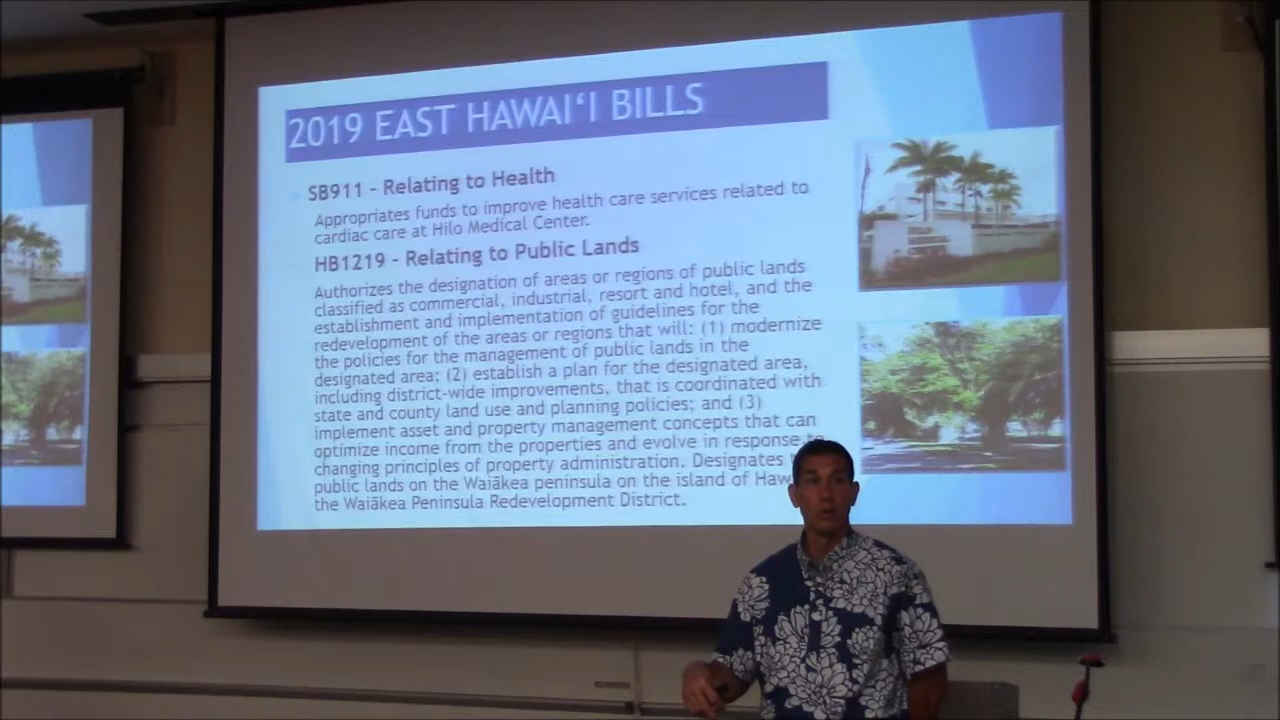 2019 EAST HAWAI‘I BILLS
SB911 - Relating to Health
Appropriates funds to improve health care services related to
cardiac care at Hilo Medical Center.
HB1219 - Relating to Public Lands
Authorizes the designation of areas or regions of public lands
classified as commercial, industrial, resort and hotel, and the
establishment and implementation of guidelines for the
redevelopment of the areas or regions that will: (1) modernize
the policies for the management of public lands in the
designated area; (2) establish a plan for the designated area,
including district-wide improvements, that is coordinated with
state and county land use and planning policies; and (3)
implement asset and property management concepts that can
optimize income from the properties and evolve in response to
changing principles of property administration. Designates
public lands on the Waiākea peninsula on the island of Haw
the Waiākea Peninsula Redevelopment District.